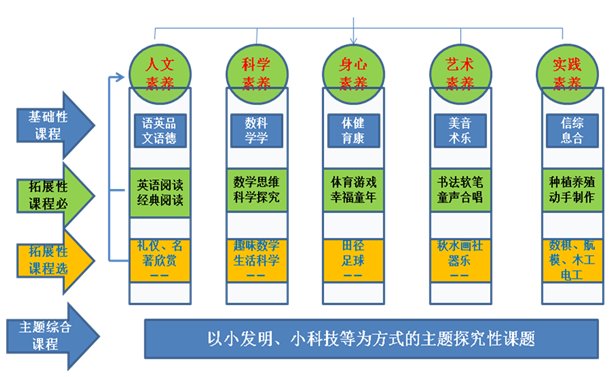 人文
素养
科学
素养
身心
素养
艺术
素养
实践
素养
基础性
课程
语英品
文语德
数科
学学
体健
育康
美音
术乐
信综
息合
拓展性
课程必
英语阅读
经典阅读
数学思维
科学探究
体育游戏
幸福童年
书法软笔
童声合唱
种植养殖
动手制作
拓展性
课程选
礼仪、名
著欣赏
——
趣味数学
生活科学
——
田径
足球
——
秋水画社
器乐
——
数棋、航
模、木工
电工
主题综合
课程
以小发明、小科技等为方式的主题探究性课题